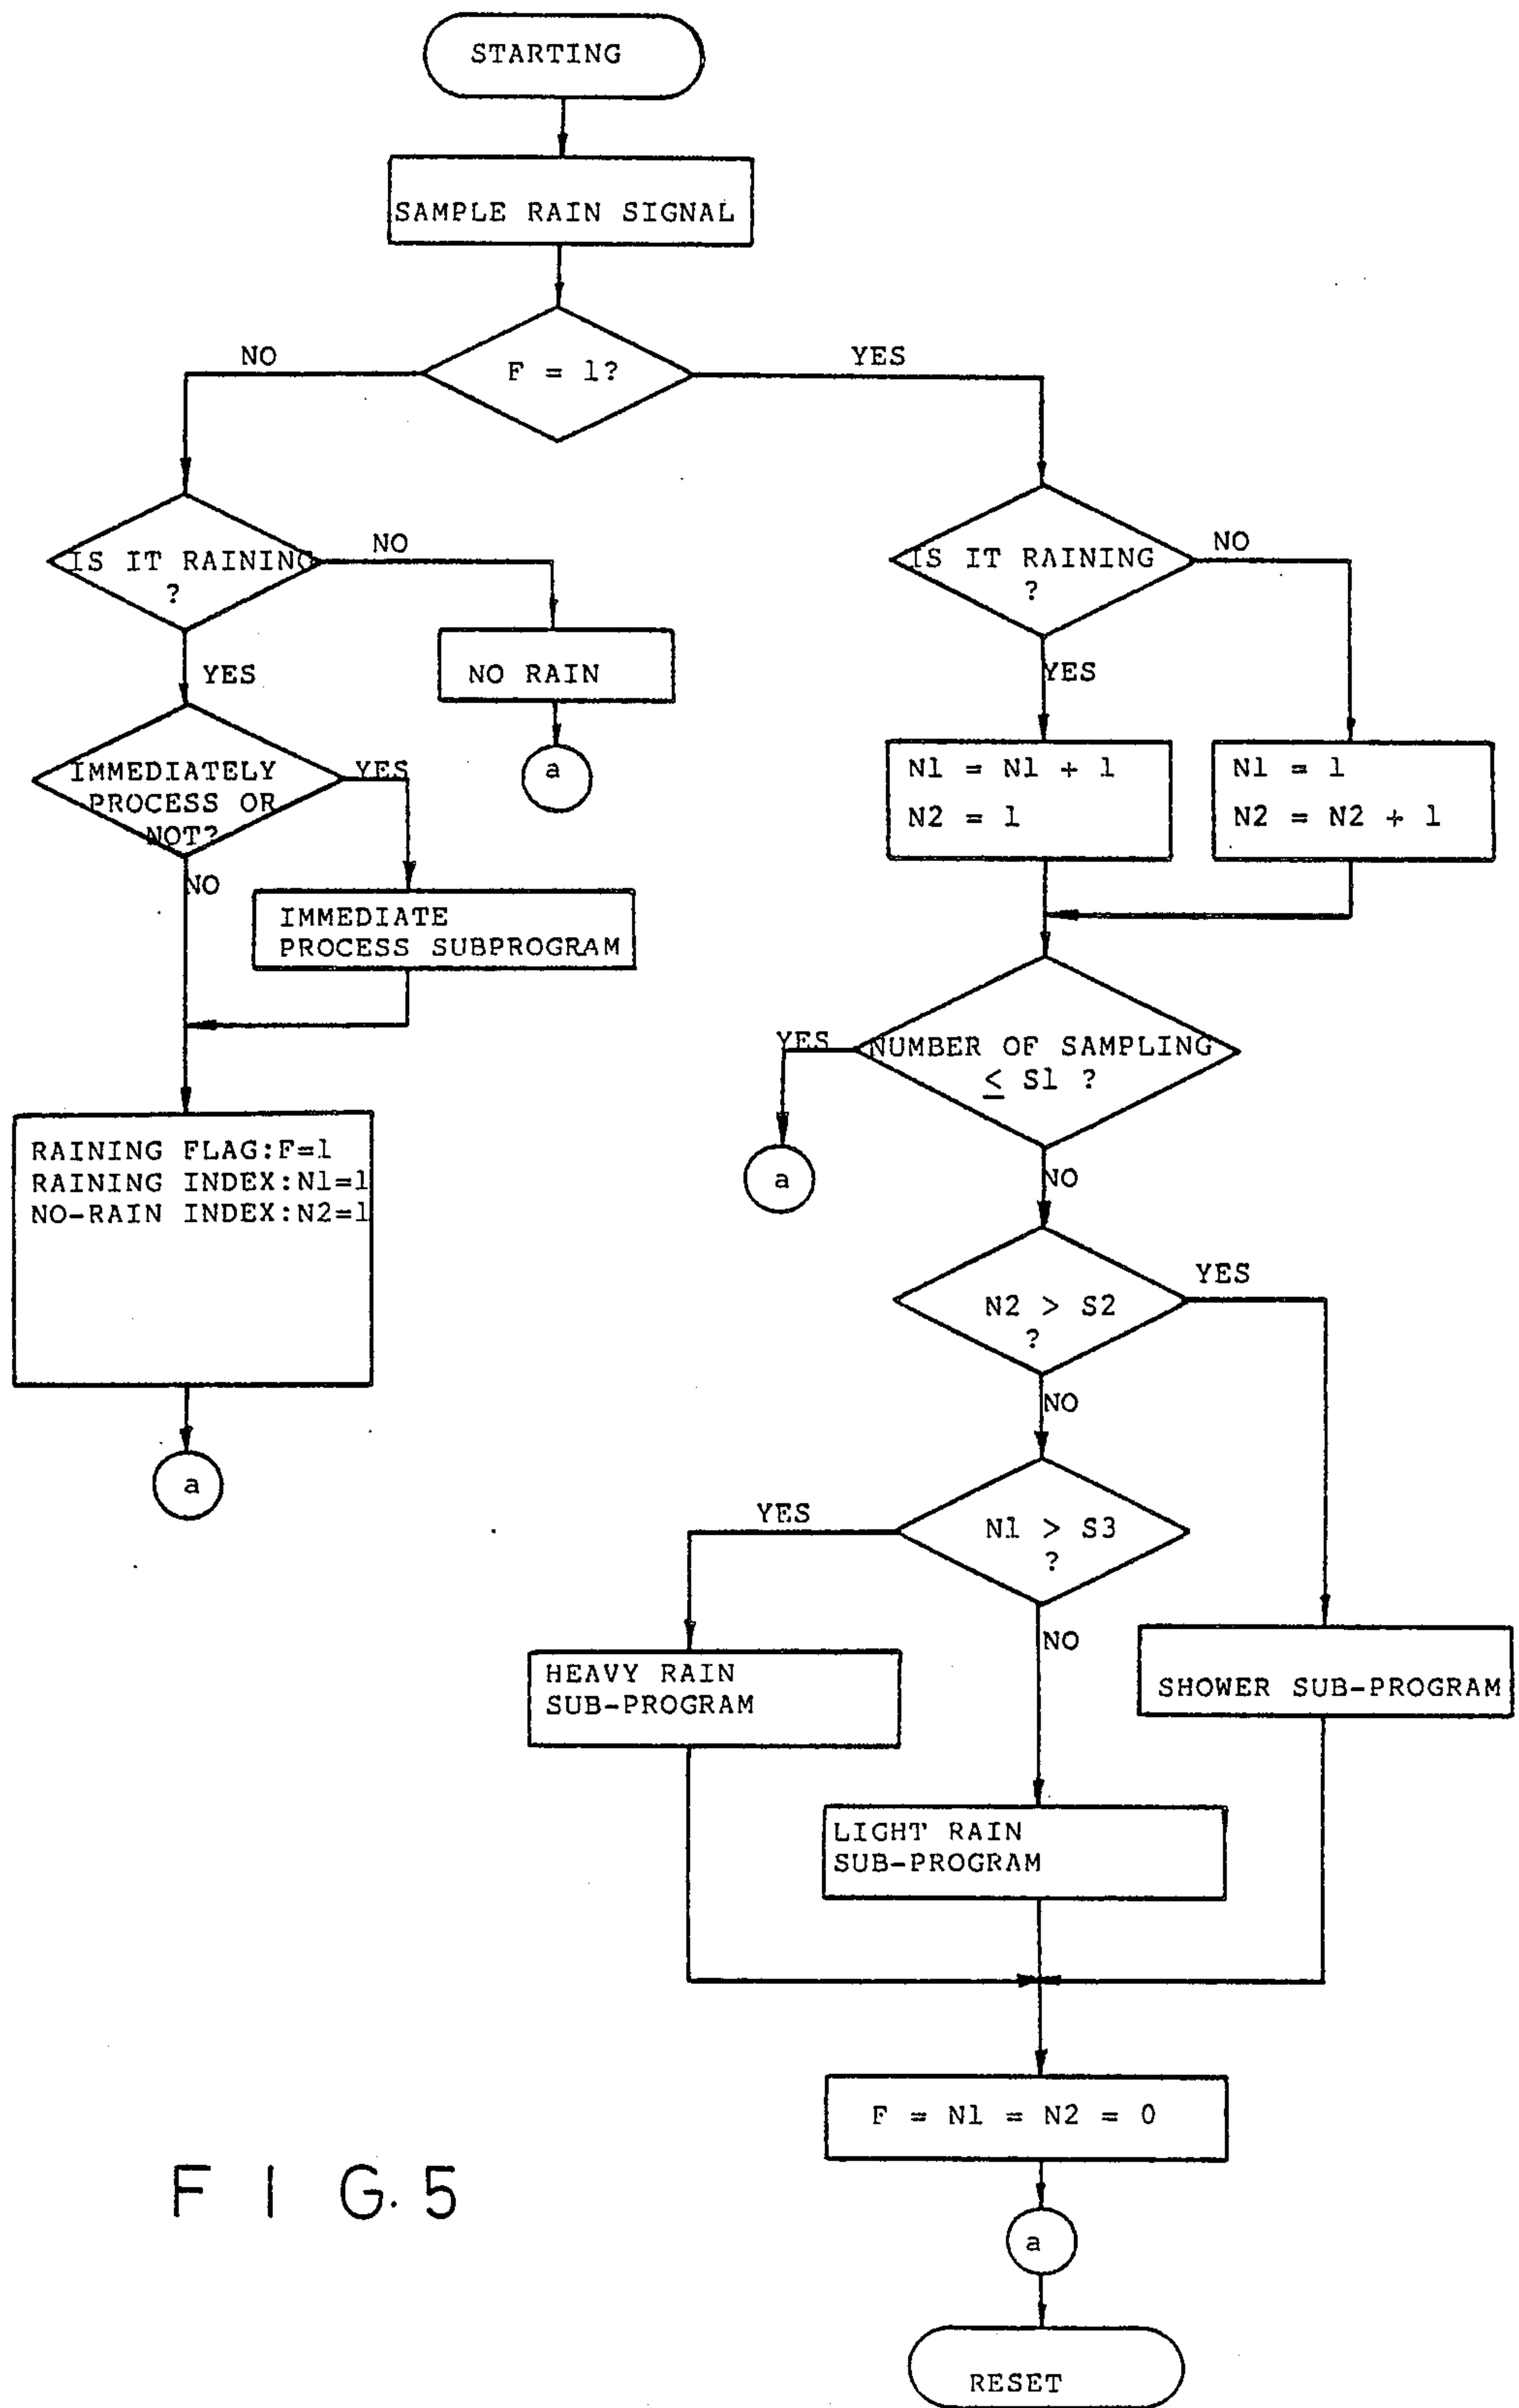 STARTING
SAMPLE RAIN SIGNAL
F = 1?
NO
YES
IS IT RAINING
?
NO
YES
NO RAIN
a
IMMEDIATELY
PROCESS OR
NOT?
YES
NO
IMMEDIATE
PROCESS SUBPROGRAM
RAINING FLAG:F=1
RAINING INDEX:N1=1
NO-RAIN INDEX:N2=1
a
IS IT RAINING
?
NO
YES
N1 = N1 + 1
N2 = 1
N1 = 1
N2 = N2 + 1
NUMBER OF SAMPLING
≤ S1 ?
YES
a
NO
N2 > S2
?
YES
NO
N1 > S3
?
YES
NO
HEAVY RAIN
SUB-PROGRAM
SHOWER SUB-PROGRAM
LIGHT RAIN
SUB-PROGRAM
F = N1 = N2 = 0
a
RESET
FIG.5